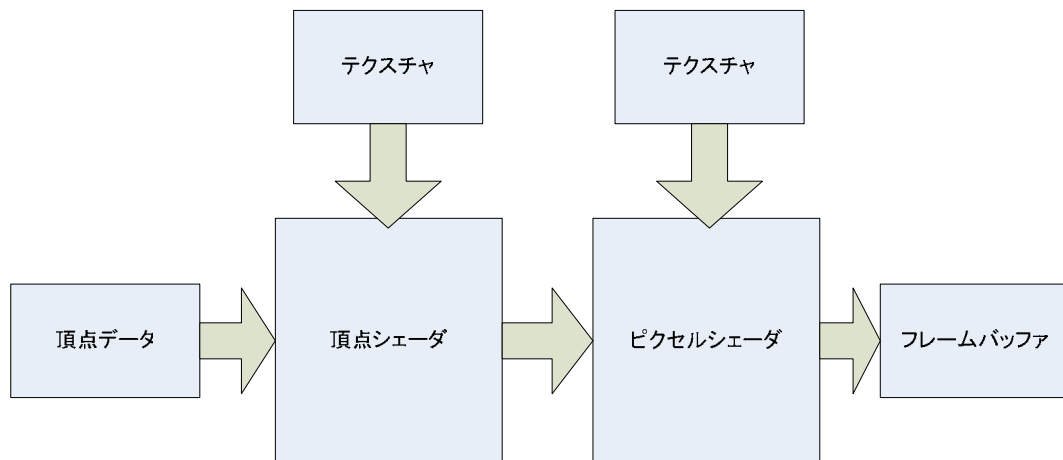 テクスチャ
テクスチャ
頂点データ
頂点シェーダ
ピクセルシェーダ
フレームバッファ